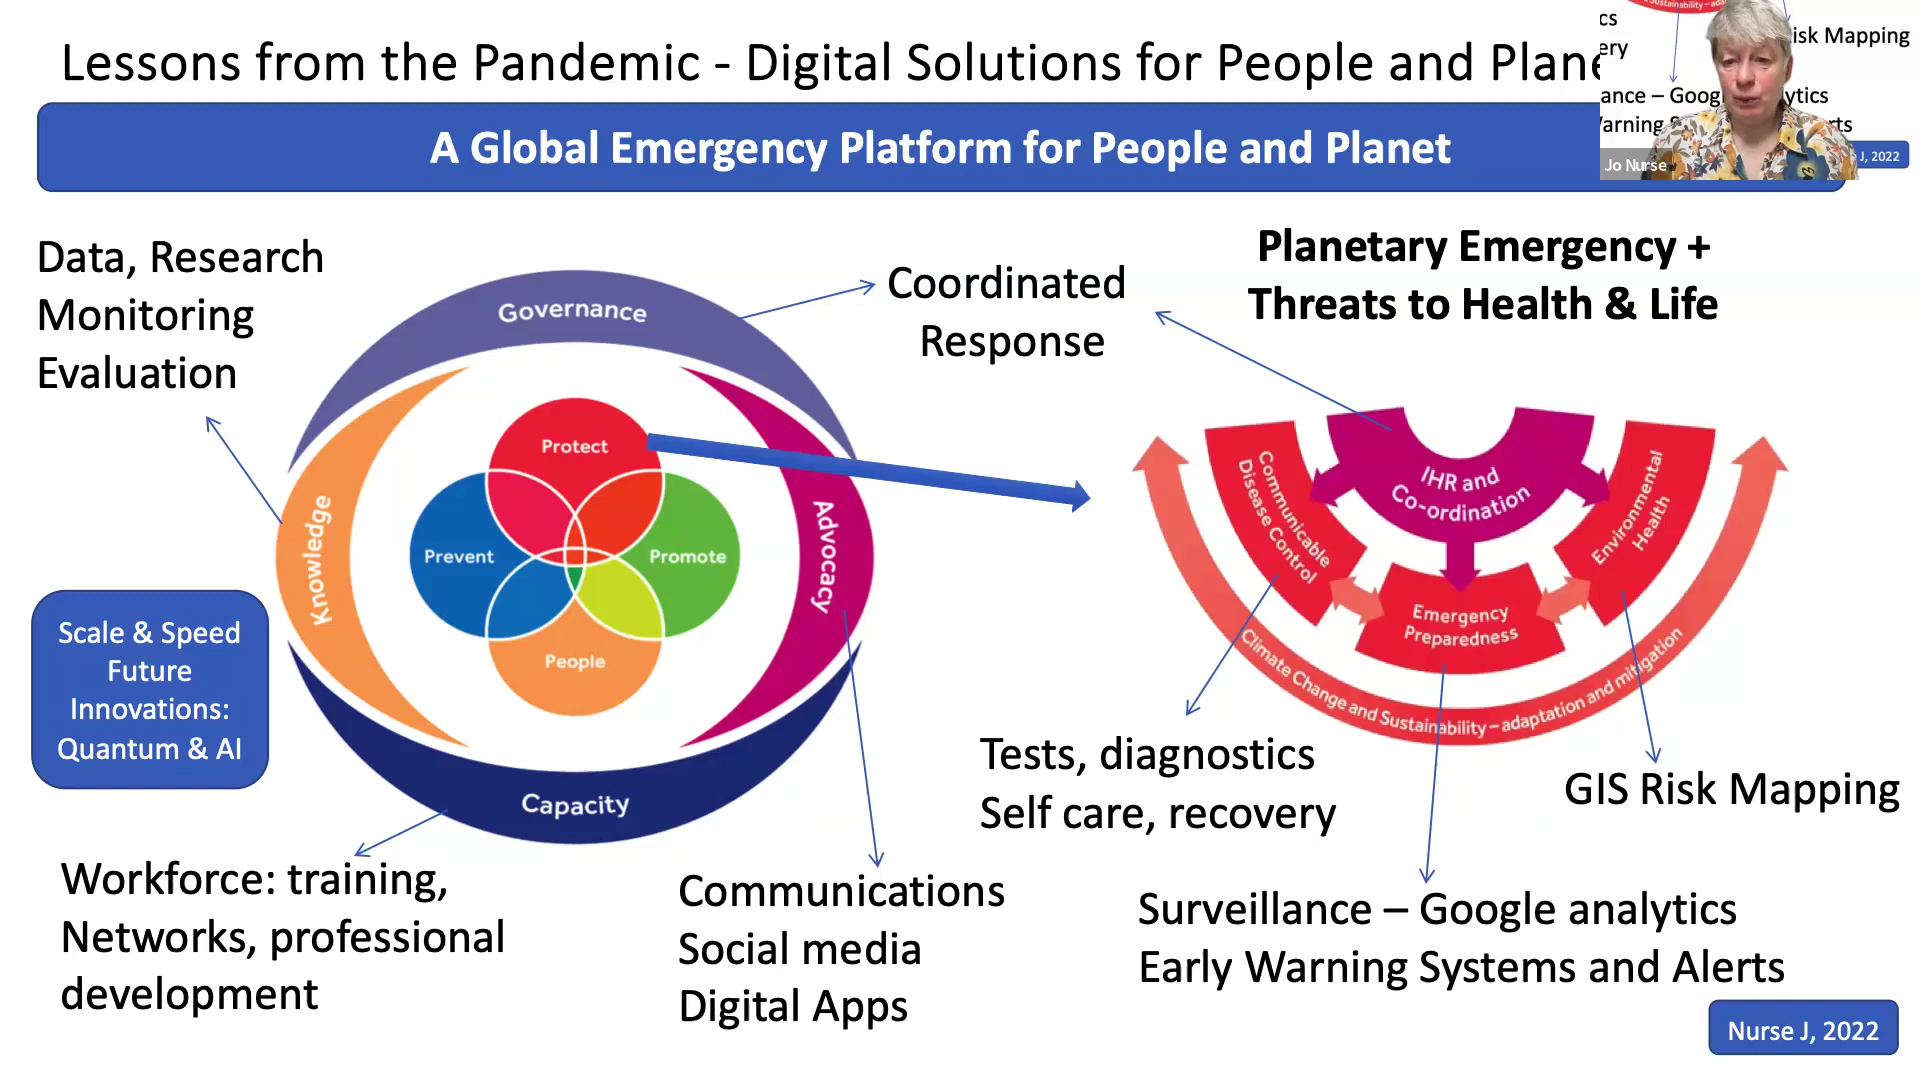 Lessons from the Pandemic - Digital Solutions for People and Plane
A Global Emergency Platform for People and Planet
isk Mapping
Jo Nurse
J, 2022
Data, Research
Monitoring
Evaluation
Governance
Knowledge
Advocacy
Capacity
Protect
Prevent
Promote
People
Coordinated
Response
Planetary Emergency +
Threats to Health & Life
IHR and
Co-ordination
Communicable
Disease Control
Environmental
Health
Emergency
Preparedness
Climate Change and Sustainability – adaptation and mitigation
Scale & Speed
Future
Innovations:
Quantum & AI
Tests, diagnostics
Self care, recovery
GIS Risk Mapping
Workforce: training,
Networks, professional
development
Communications
Social media
Digital Apps
Surveillance – Google analytics
Early Warning Systems and Alerts
Nurse J, 2022